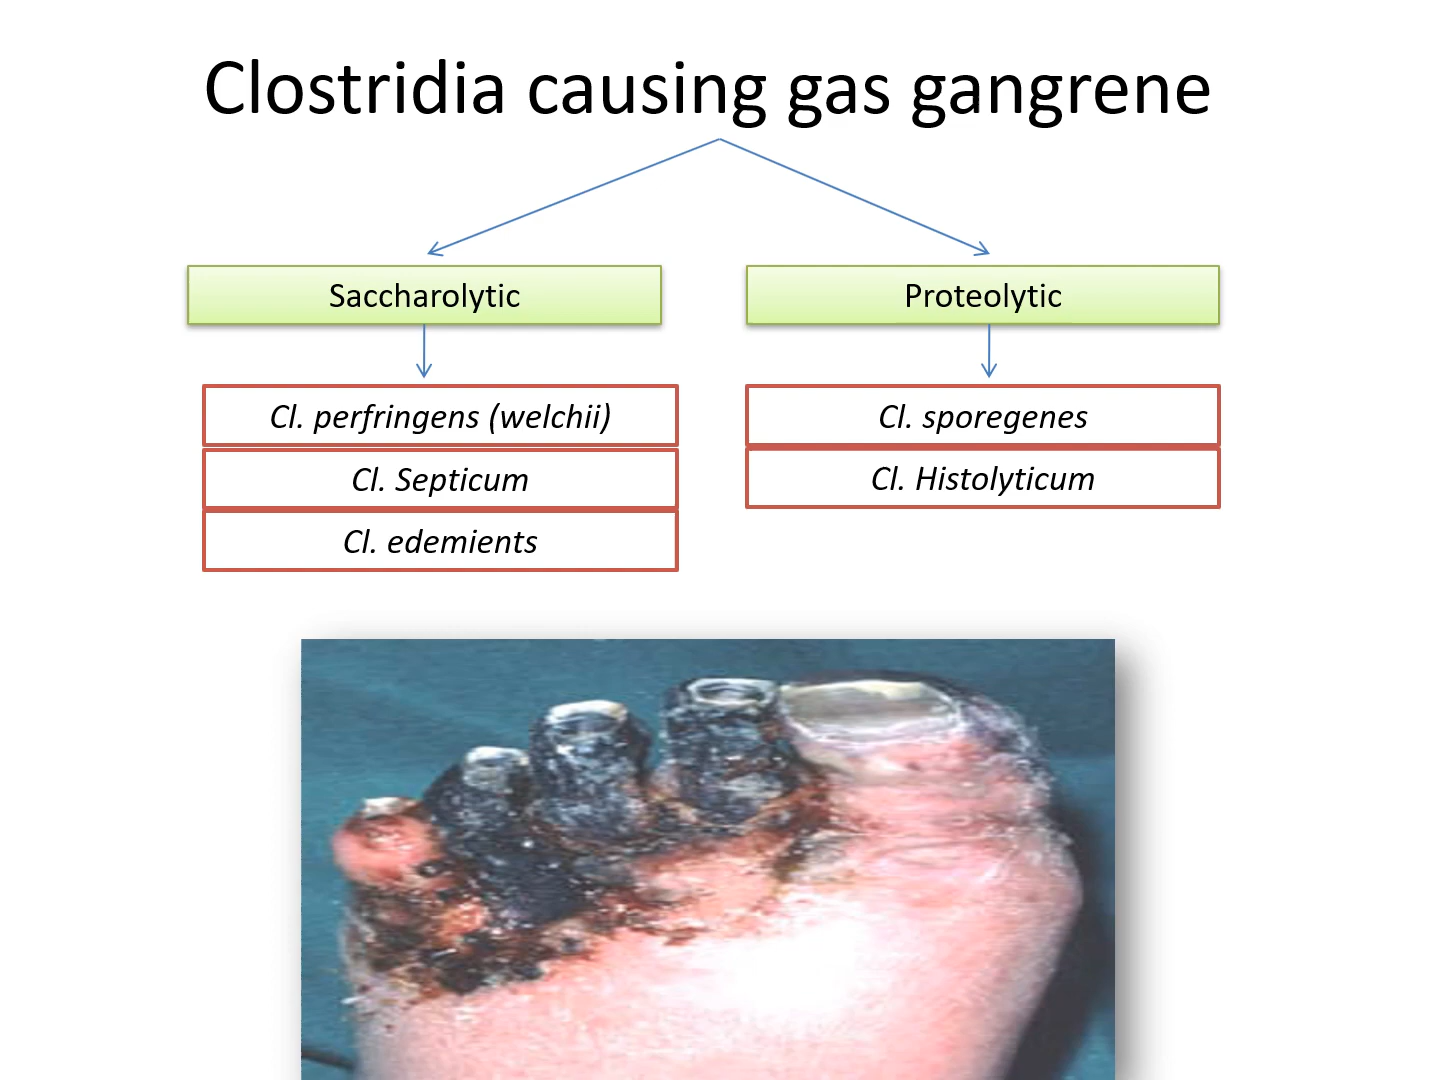 Clostridia causing gas gangrene
Saccharolytic
Proteolytic
Cl. perfringens (welchii)
Cl. sporegenes
Cl. Septicum
Cl. Histolyticum
Cl. edemients